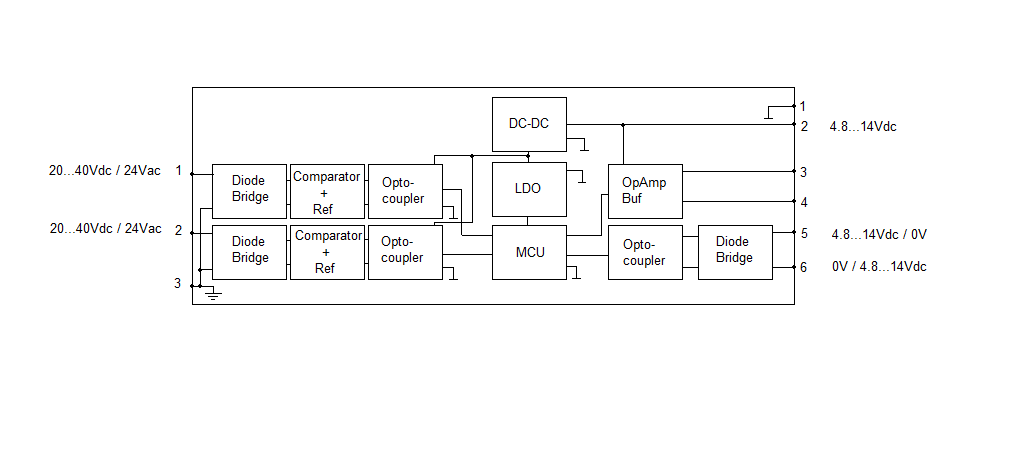 1
DC-DC
2
4.8...14Vdc
20...40Vdc / 24Vac
1
Diode
Bridge
Comparator
+
Ref
Opto-
coupler
LDO
OpAmp
Buf
3
4
20...40Vdc / 24Vac
2
Diode
Bridge
Comparator
+
Ref
Opto-
coupler
MCU
Opto-
coupler
Diode
Bridge
5
4.8...14Vdc / 0V
6
0V / 4.8...14Vdc
3